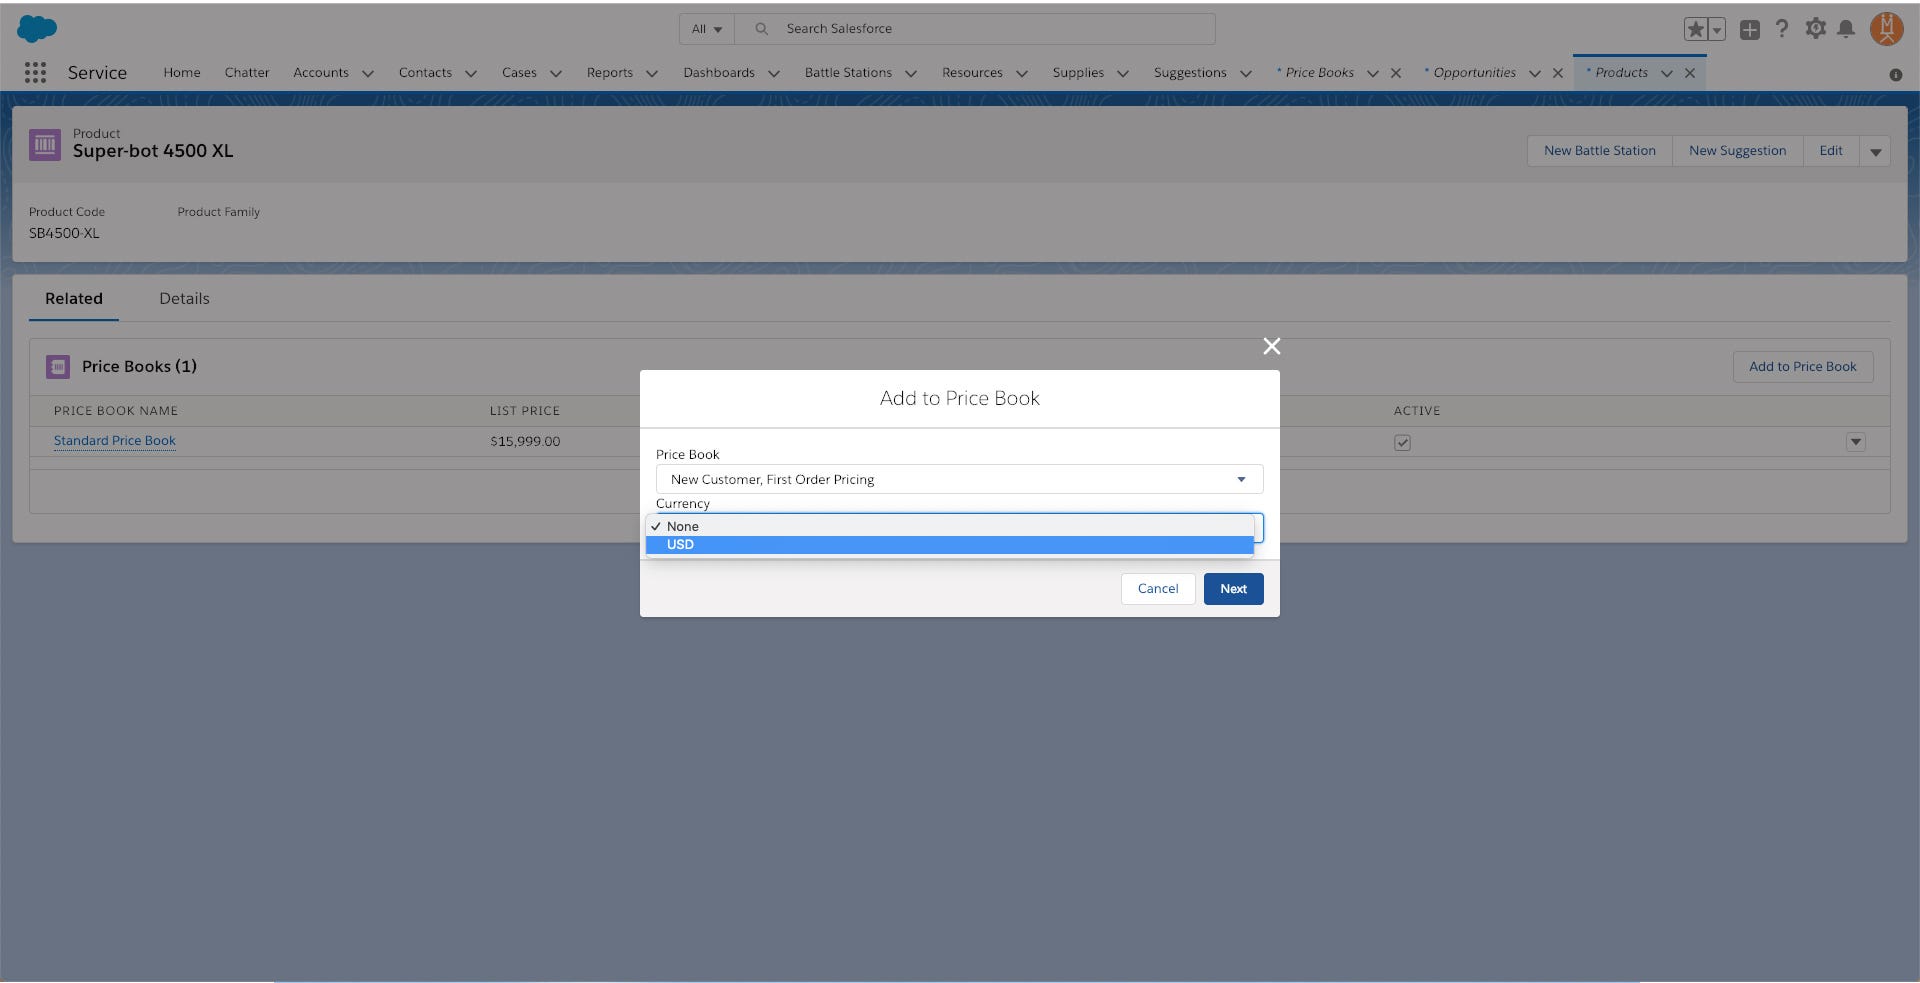 All
Search Salesforce
Service
Home
Chatter
Accounts
Contacts
Cases
Reports
Dashboards
Battle Stations
Resources
Supplies
Suggestions
* Price Books
* Opportunities
* Products
Product
Super-bot 4500 XL
New Battle Station
New Suggestion
Edit
Product Code
Product Family
SB4500-XL
Related
Details
Price Books (1)
Add to Price Book
PRICE BOOK NAME
LIST PRICE
ACTIVE
Standard Price Book
$15,999.00
Add to Price Book
Price Book
New Customer, First Order Pricing
Currency
None
USD
Cancel
Next